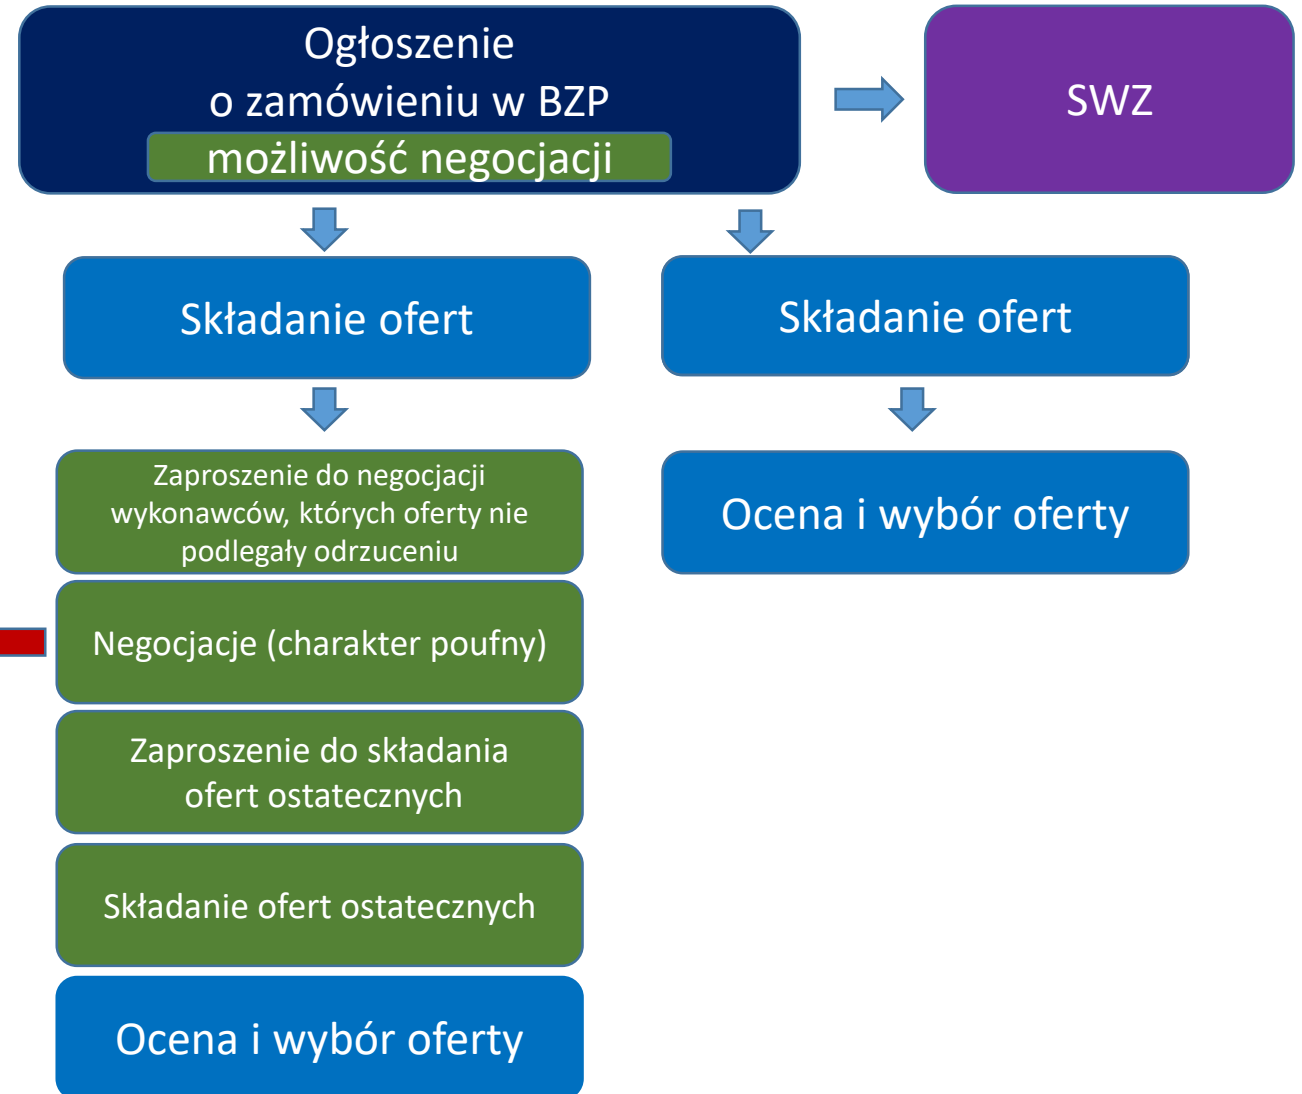 Ogłoszenie
o zamówieniu w BZP
możliwość negocjacji
SWZ
Składanie ofert
Składanie ofert
Zaproszenie do negocjacji
wykonawców, których oferty nie
podlegały odrzuceniu
Ocena i wybór oferty
Negocjacje (charakter poufny)
Zaproszenie do składania
ofert ostatecznych
Składanie ofert ostatecznych
Ocena i wybór oferty